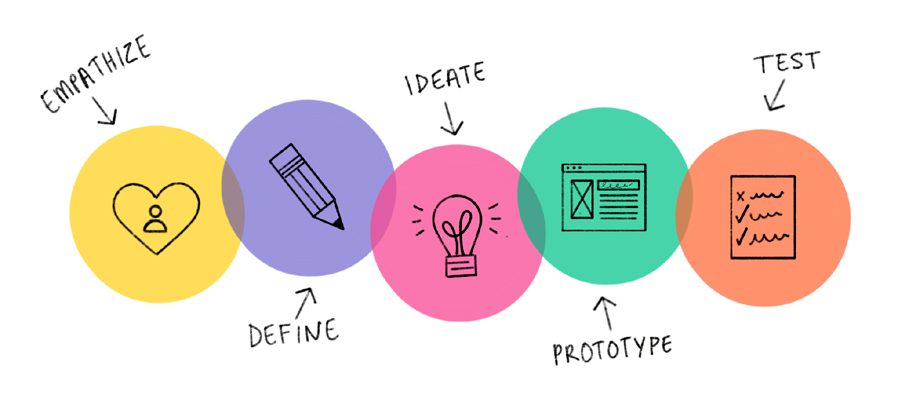 EMPATHIZE
DEFINE
IDEATE
PROTOTYPE
TEST